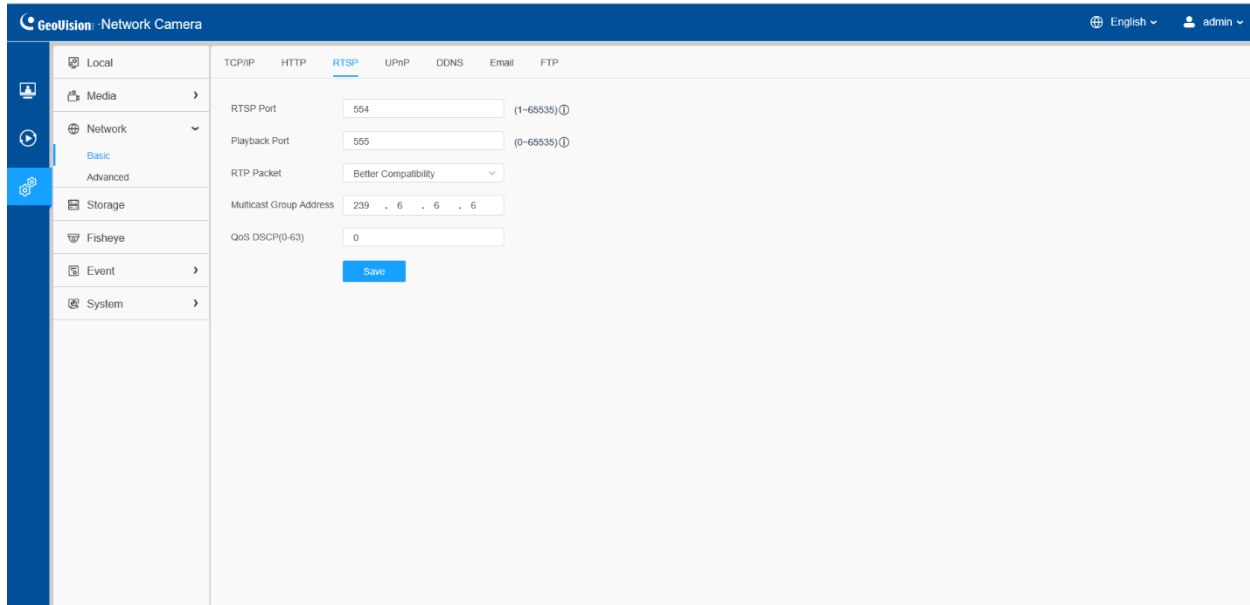 GeoVision Network Camera
English
admin
Local
Media
Network
Basic
Advanced
Storage
Fisheye
Event
System
TCP/IP HTTP RTSP UPnP DDNS Email FTP
RTSP Port 554 (1~65535)
Playback Port 555 (0~65535)
RTP Packet Better Compatibility
Multicast Group Address 239 . 6 . 6 . 6
QoS DSCP(0-63) 0
Save